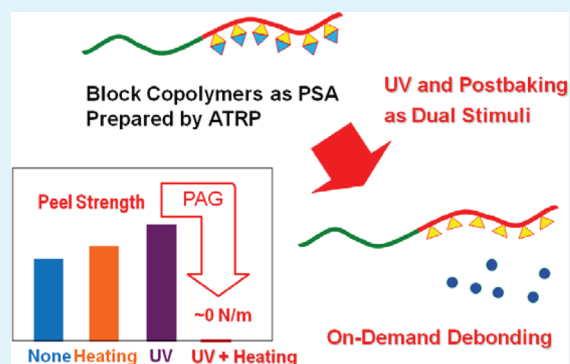 Block Copolymers as PSA
Prepared by ATRP
UV and Postbaking
as Dual Stimuli
Peel Strength
PAG
~0 N/m
None Heating UV UV + Heating
On-Demand Debonding